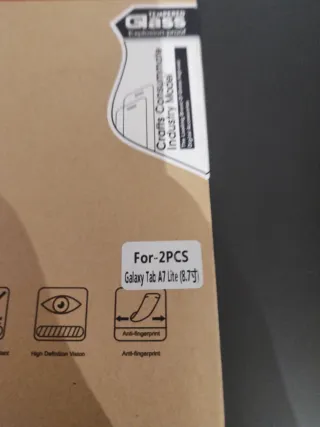 TEMPERED
Glass
Explosion-proof
Crafts Consummate
Industry Model
For-2PCS
Galaxy Tab A7 Lite (8.7寸)
High Definition Vision
Anti-fingerprint
Anti-fingerprint